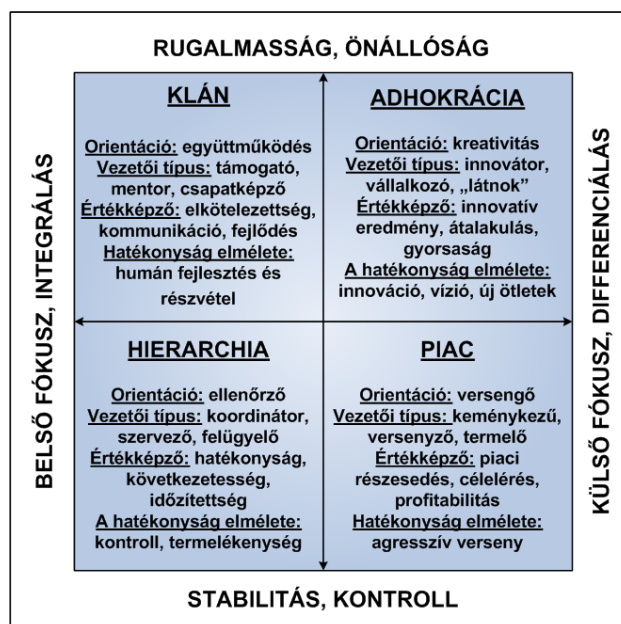 RUGALMASSÁG, ÖNÁLLÓSÁG
BELSŐ FÓKUSZ, INTEGRÁLÁS
KLÁN
Orientáció: együttműködés
Vezetői típus: támogató,
mentor, csapatképző
Értékképző: elkötelezettség,
kommunikáció, fejlődés
Hatékonyság elmélete:
humán fejlesztés és
részvétel
ADHOKRÁCIA
Orientáció: kreativitás
Vezetői típus: innovátor,
vállalkozó, „látnok”
Értékképző: innovatív
eredmény, átalakulás,
gyorsaság
A hatékonyság elmélete:
innováció, vízió, új ötletek
HIERARCHIA
Orientáció: ellenőrző
Vezetői típus: koordinátor,
szervező, felügyelő
Értékképző: hatékonyság,
következetesség,
időzítettség
A hatékonyság elmélete:
kontroll, termelékenység
PIAC
Orientáció: versengő
Vezetői típus: keménykezű,
versenyző, termelő
Értékképző: piaci
részesedés, célelérés,
profitabilitás
Hatékonyság elmélete:
agresszív verseny
KÜLSŐ FÓKUSZ, DIFFERENCIÁLÁS
STABILITÁS, KONTROLL